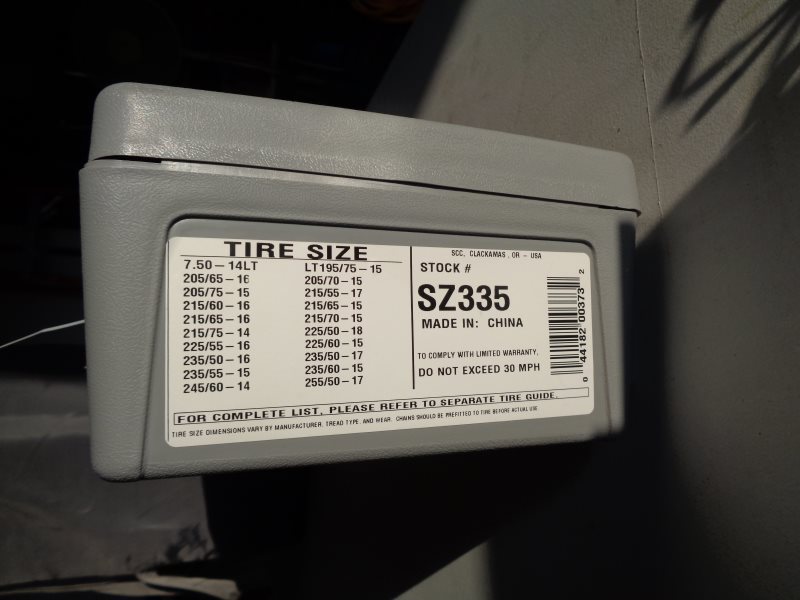 TIRE SIZE
7.50-14LT
205/65-16
205/75-15
215/60-16
215/65-16
215/75-14
225/55-16
235/50-16
235/55-15
245/60-14
LT195/75-15
205/70-15
215/55-17
215/65-15
215/70-15
225/50-18
225/60-15
235/50-17
235/60-15
255/50-17
SCC, CLACKAMAS, OR - USA
STOCK #
SZ335
MADE IN: CHINA
TO COMPLY WITH LIMITED WARRANTY,
DO NOT EXCEED 30 MPH
0 44182 00373 2
FOR COMPLETE LIST, PLEASE REFER TO SEPARATE TIRE GUIDE.
TIRE SIZE DIMENSIONS VARY BY MANUFACTURER, TREAD TYPE, AND WEAR. CHAINS SHOULD BE PREFITTED TO TIRE BEFORE ACTUAL USE.